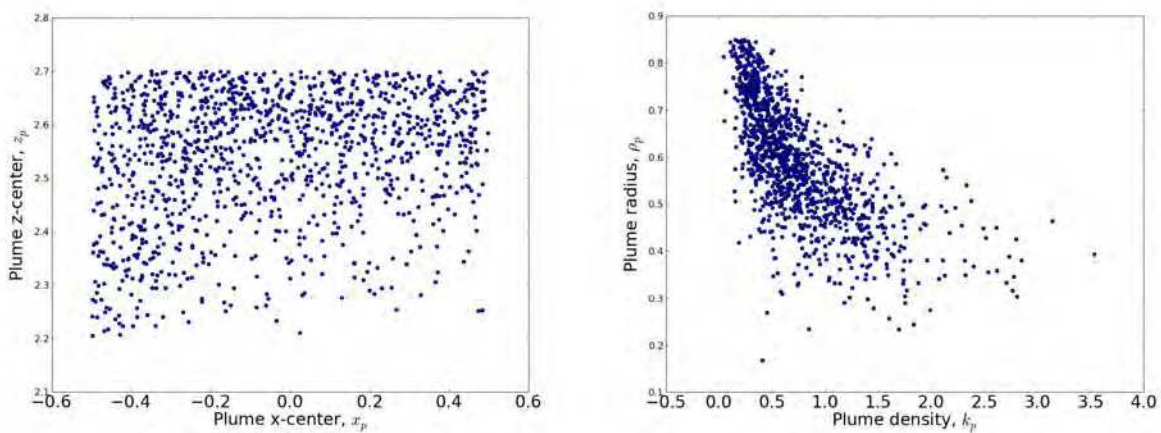 2.8
2.7
2.6
2.5
2.4
2.3
2.2
2.1
Plume z-center, z_p
−0.6 −0.4 −0.2 0.0 0.2 0.4 0.6
Plume x-center, x_p
0.9
0.8
0.7
0.6
0.5
0.4
0.3
0.2
0.1
Plume radius, ρ_p
−0.5 0.0 0.5 1.0 1.5 2.0 2.5 3.0 3.5 4.0
Plume density, k_p